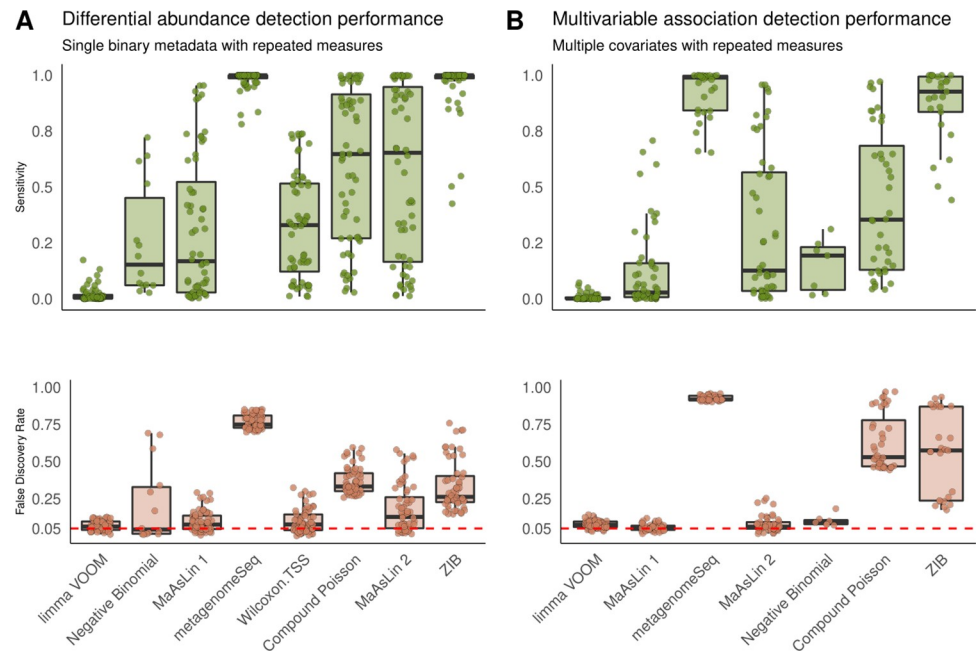 A Differential abundance detection performance
Single binary metadata with repeated measures
Sensitivity
1.0
0.8
0.5
0.2
0.0
False Discovery Rate
1.00
0.75
0.50
0.25
0.05
limma VOOM
Negative Binomial
MaAsLin 1
metagenomeSeq
Wilcoxon.TSS
Compound Poisson
MaAsLin 2
ZIB
B Multivariable association detection performance
Multiple covariates with repeated measures
1.0
0.8
0.5
0.2
0.0
1.00
0.75
0.50
0.25
0.05
limma VOOM
MaAsLin 1
metagenomeSeq
MaAsLin 2
Negative Binomial
Compound Poisson
ZIB